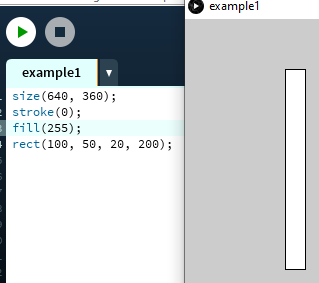 example1
example1
size(640, 360);
stroke(0);
fill(255);
rect(100, 50, 20, 200);